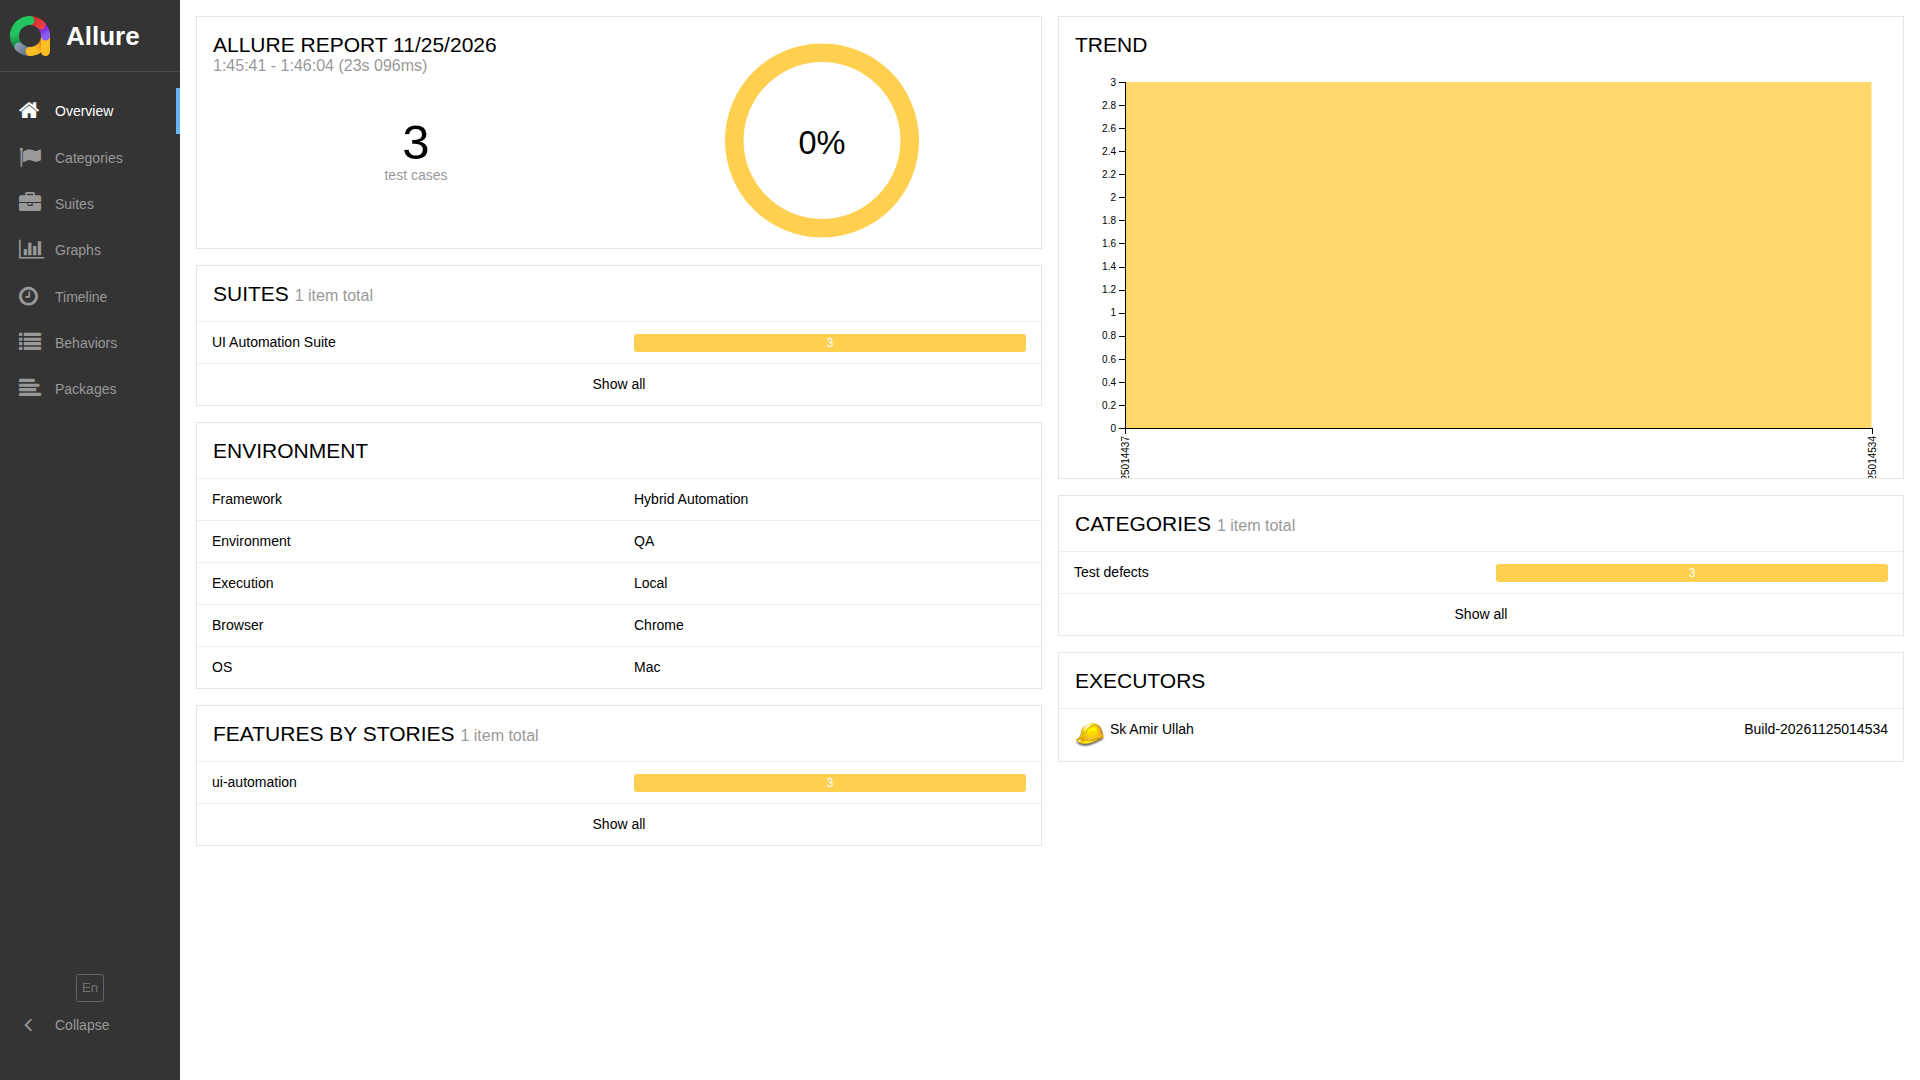 Allure
Overview
Categories
Suites
Graphs
Timeline
Behaviors
Packages
En
Collapse
ALLURE REPORT 11/25/2026
1:45:41 - 1:46:04 (23s 096ms)
3
test cases
0%
SUITES 1 item total
UI Automation Suite 3
Show all
ENVIRONMENT
Framework Hybrid Automation
Environment QA
Execution Local
Browser Chrome
OS Mac
FEATURES BY STORIES 1 item total
ui-automation 3
Show all
TREND
3
2.8
2.6
2.4
2.2
2
1.8
1.6
1.4
1.2
1
0.8
0.6
0.4
0.2
0
25014437
25014534
CATEGORIES 1 item total
Test defects 3
Show all
EXECUTORS
Sk Amir Ullah Build-20261125014534